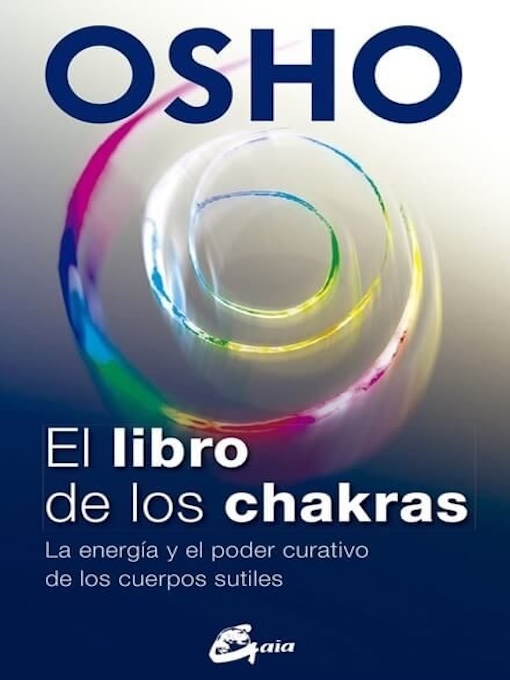 OSHO
El libro
de los chakras
La energía y el poder curativo
de los cuerpos sutiles
Gaia